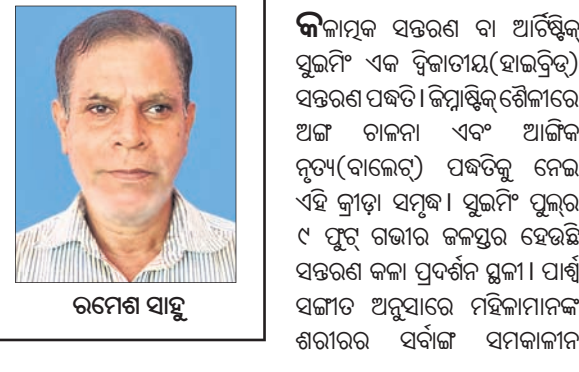 ରମେଶ ସାହୁ
କଳାତ୍ମକ ସନ୍ତରଣ ବା ଆର୍ଟିଷ୍ଟିକ୍
ସୁଇମିଂ ଏକ ଦ୍ୱିଜାତୀୟ(ହାଇବ୍ରିଡ୍)
ସନ୍ତରଣ ପଦ୍ଧତି। ଜିମ୍ନାଷ୍ଟିକ୍ ଶୈଳୀରେ
ଅଙ୍ଗ ଚାଳନା ଏବଂ ଆଙ୍ଗିକ
ନୃତ୍ୟ(ବାଲେଟ୍) ପଦ୍ଧତିକୁ ନେଇ
ଏହି କ୍ରୀଡ଼ା ସମୃଦ୍ଧ। ସୁଇମିଂ ପୁଲ୍‌ର
୯ ଫୁଟ୍ ଗଭୀର ଜଳସ୍ତର ହେଉଛି
ସନ୍ତରଣ କଳା ପ୍ରଦର୍ଶନ ସ୍ଥଳୀ। ପାର୍ଶ୍ୱ
ସଙ୍ଗୀତ ଅନୁସାରେ ମହିଳାମାନଙ୍କ
ଶରୀରର ସର୍ବାଙ୍ଗ ସମକାଳୀନ